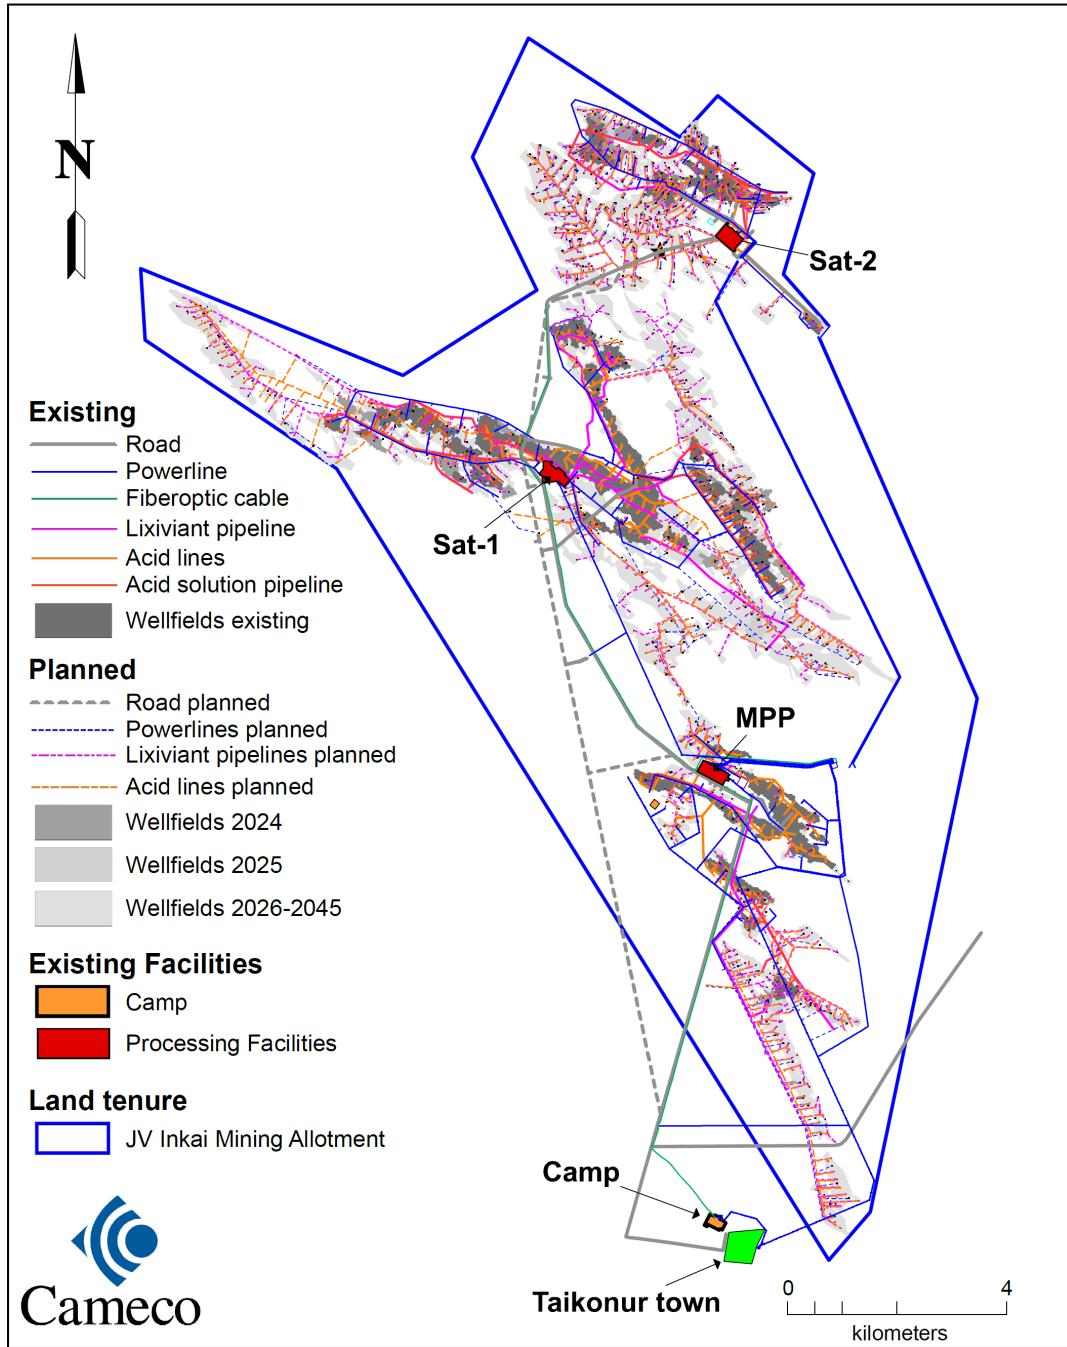 N
Sat-2
Existing
Road
Powerline
Fiberoptic cable
Lixiviant pipeline
Acid lines
Acid solution pipeline
Wellfields existing
Sat-1
Planned
Road planned
Powerlines planned
Lixiviant pipelines planned
Acid lines planned
Wellfields 2024
Wellfields 2025
Wellfields 2026-2045
MPP
Existing Facilities
Camp
Processing Facilities
Land tenure
JV Inkai Mining Allotment
Camp
Taikonur town
Cameco
0 4
kilometers